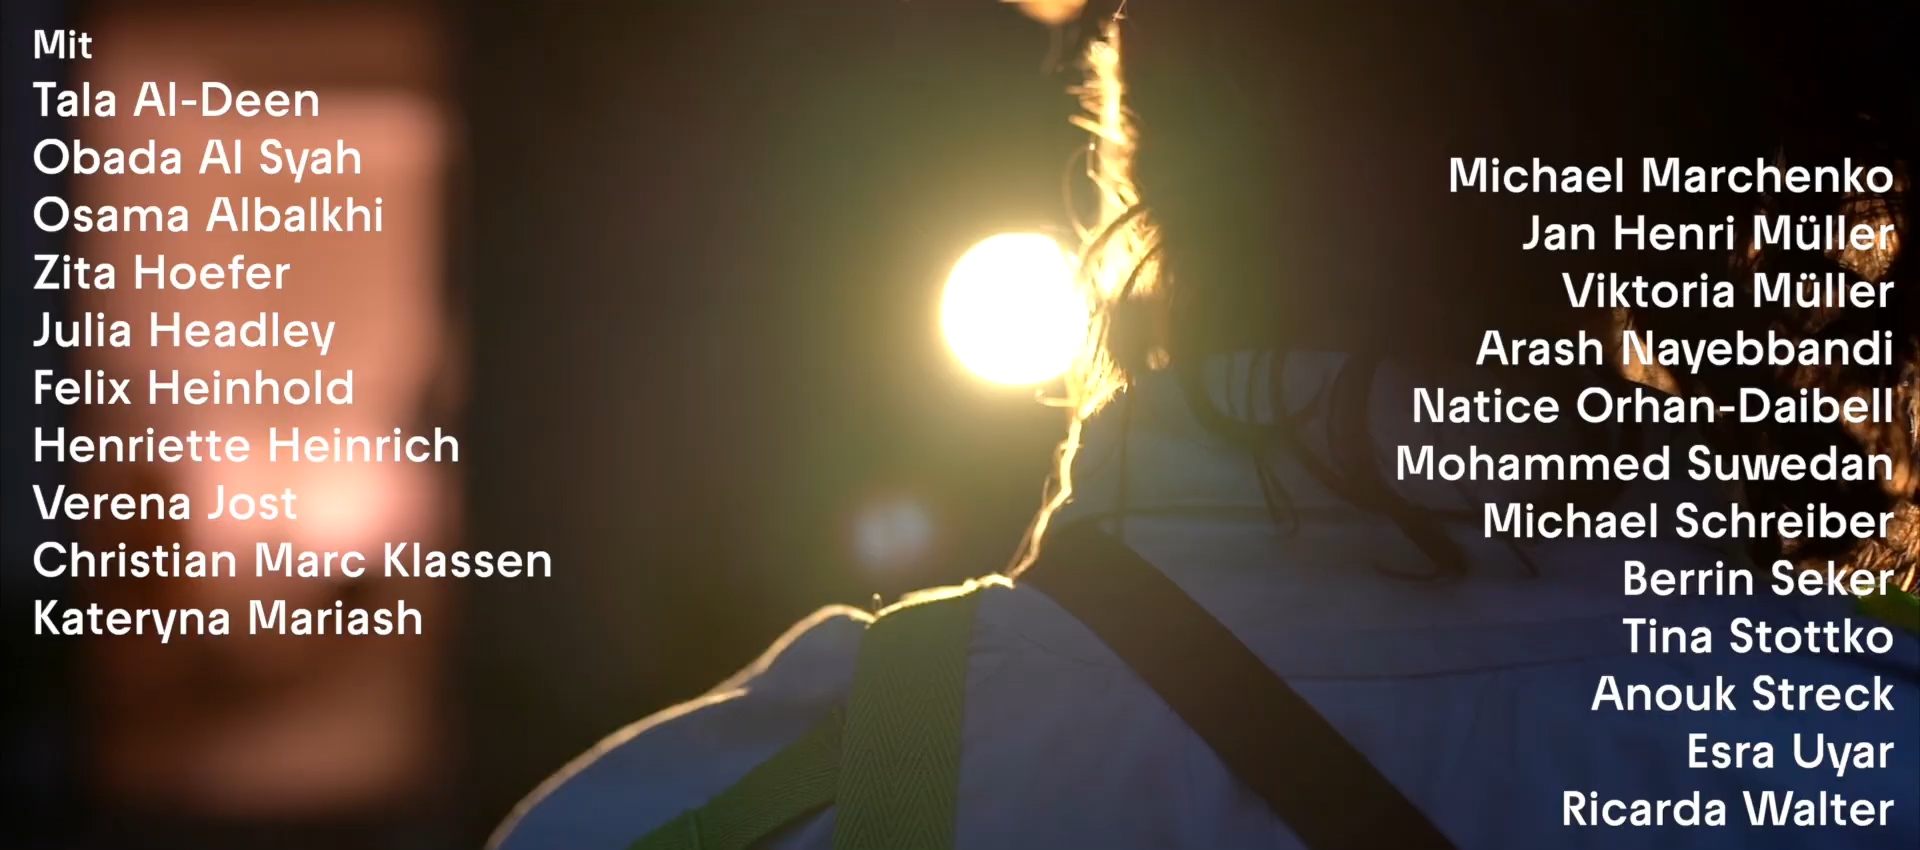 Mit
Tala Al-Deen
Obada Al Syah
Osama Albalkhi
Zita Hoefer
Julia Headley
Felix Heinhold
Henriette Heinrich
Verena Jost
Christian Marc Klassen
Kateryna Mariash
Michael Marchenko
Jan Henri Müller
Viktoria Müller
Arash Nayebbandi
Natice Orhan-Daibell
Mohammed Suwedan
Michael Schreiber
Berrin Seker
Tina Stottko
Anouk Streck
Esra Uyar
Ricarda Walter